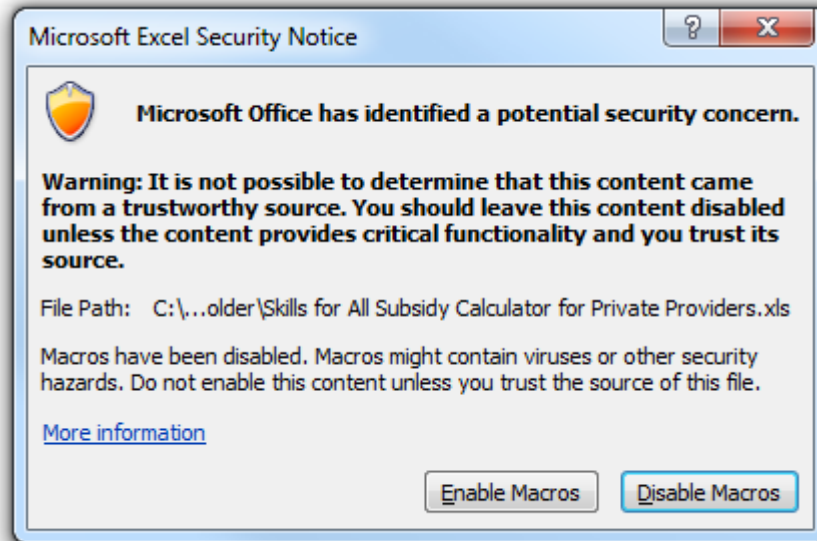 Microsoft Excel Security Notice
Microsoft Office has identified a potential security concern.
Warning: It is not possible to determine that this content came
from a trustworthy source. You should leave this content disabled
unless the content provides critical functionality and you trust its
source.
File Path: C:\...older\Skills for All Subsidy Calculator for Private Providers.xls
Macros have been disabled. Macros might contain viruses or other security
hazards. Do not enable this content unless you trust the source of this file.
More information
Enable Macros Disable Macros